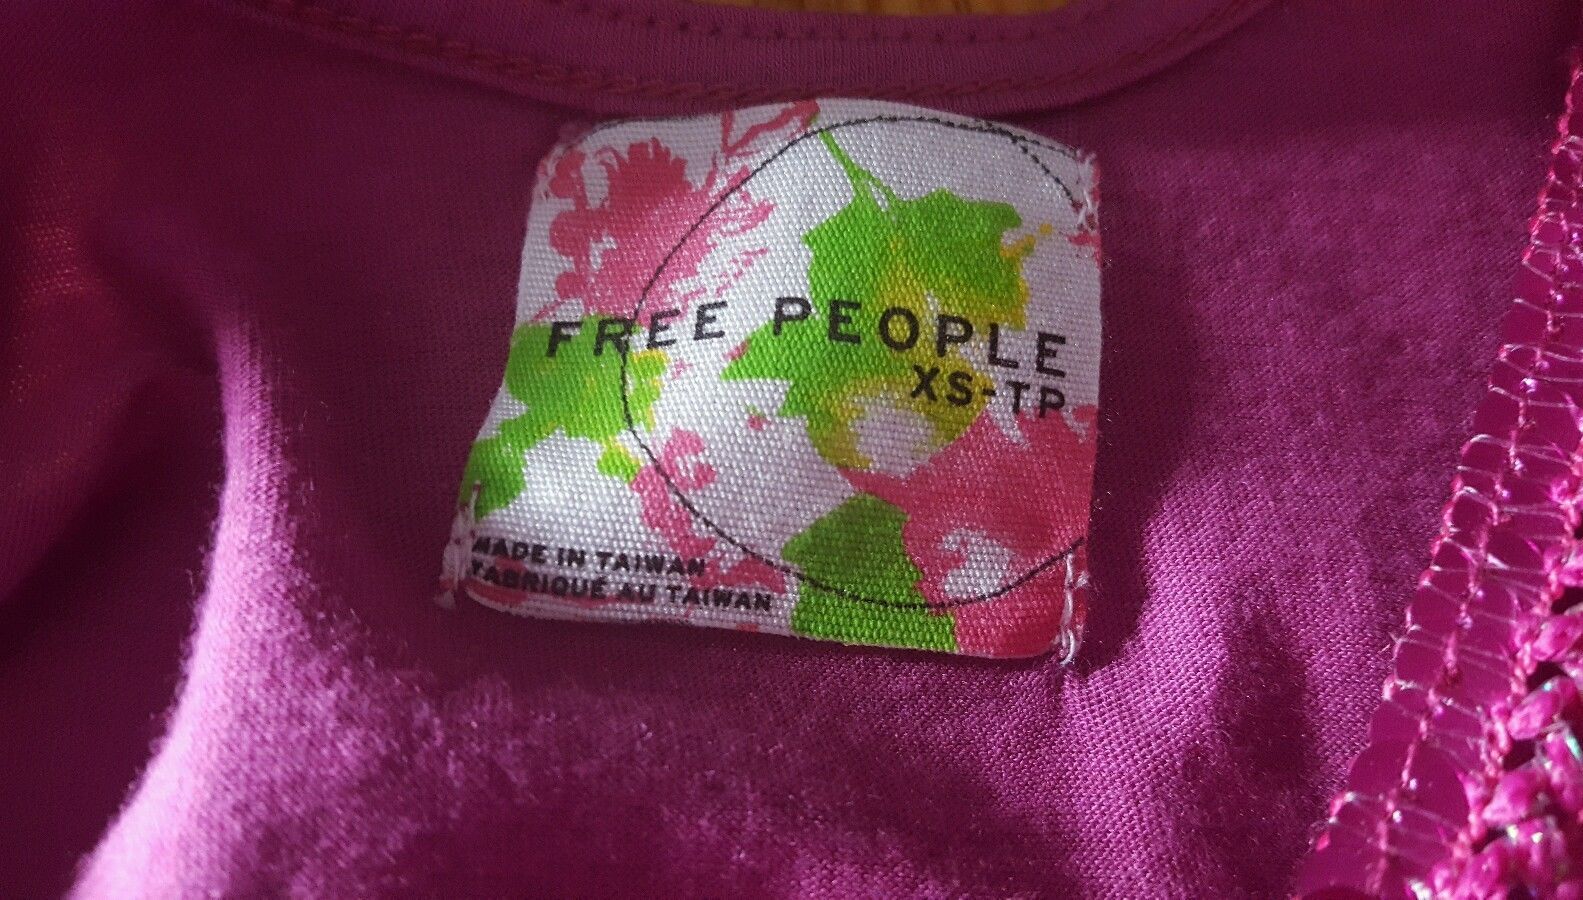 FREE PEOPLE
XS-TP
MADE IN TAIWAN
FABRIQUÉ AU TAIWAN